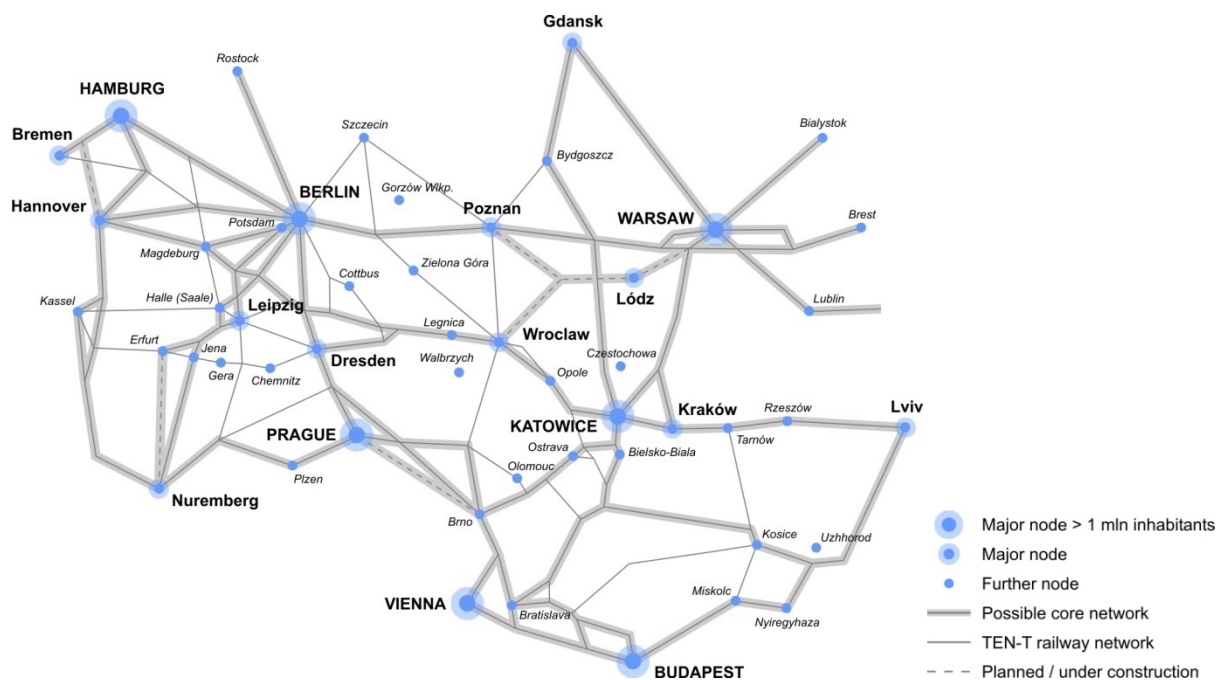 Gdansk
Rostock
HAMBURG
Bremen
Szczecin
Bialystok
Bydgoszcz
BERLIN
Gorzów Wlkp.
Poznan
Hannover
Potsdam
WARSAW
Brest
Magdeburg
Zielona Góra
Cottbus
Lódz
Kassel
Halle (Saale)
Leipzig
Lublin
Legnica
Wroclaw
Erfurt
Jena
Dresden
Czestochowa
Gera
Chemnitz
Walbrzych
Opole
Rzeszów
Lviv
PRAGUE
KATOWICE
Kraków
Tarnów
Ostrava
Bielsko-Biala
Plzen
Olomouc
Nuremberg
Brno
Major node > 1 mln inhabitants
Kosice
Uzhhorod
Major node
Further node
VIENNA
Bratislava
Miskolc
Nyiregyhaza
Possible core network
TEN-T railway network
BUDAPEST
Planned / under construction